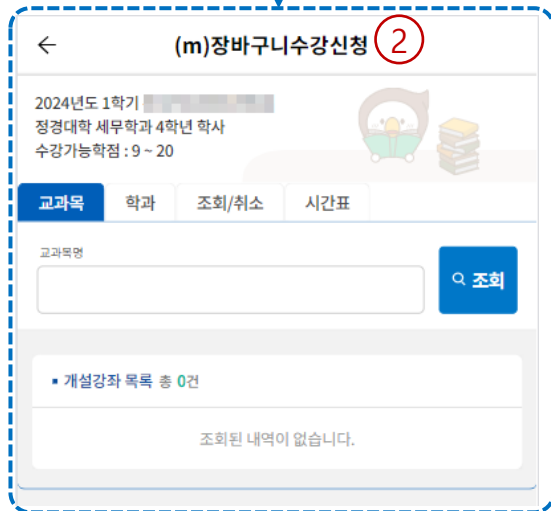 (m)장바구니수강신청 2
2024년도 1학기
정경대학 세무학과 4학년 학사
수강가능학점 : 9 ~ 20
교과목 학과 조회/취소 시간표
교과목명
조회
개설강좌 목록 총 0건
조회된 내역이 없습니다.